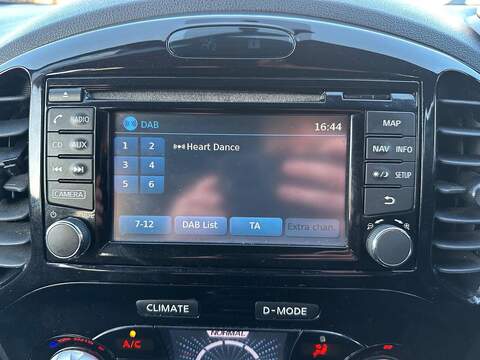 DAB
16:44
Heart Dance
1 2
3 4
5 6
7-12
DAB List
TA
Extra chan.
RADIO
CD AUX
CAMERA
MAP
NAV INFO
SETUP
CLIMATE
D-MODE
NORMAL
A/C